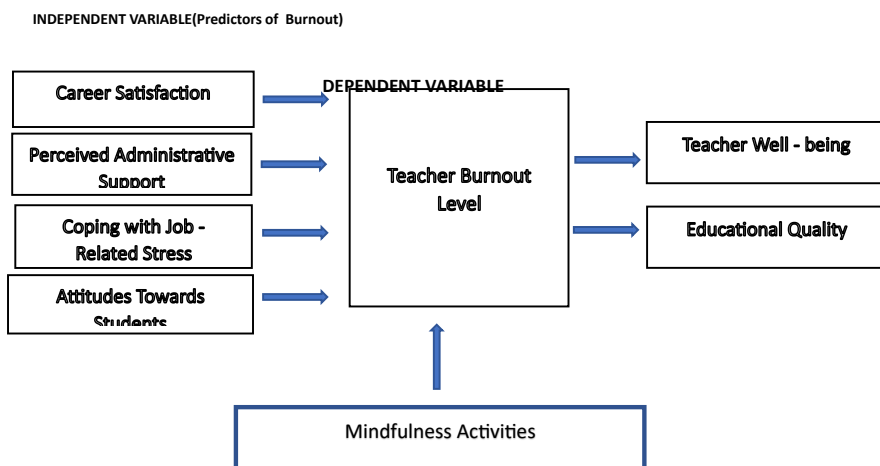 INDEPENDENT VARIABLE(Predictors of Burnout)
DEPENDENT VARIABLE
Career Satisfaction
Perceived Administrative
Support
Coping with Job -
Related Stress
Attitudes Towards
Students
Teacher Burnout
Level
Teacher Well - being
Educational Quality
Mindfulness Activities